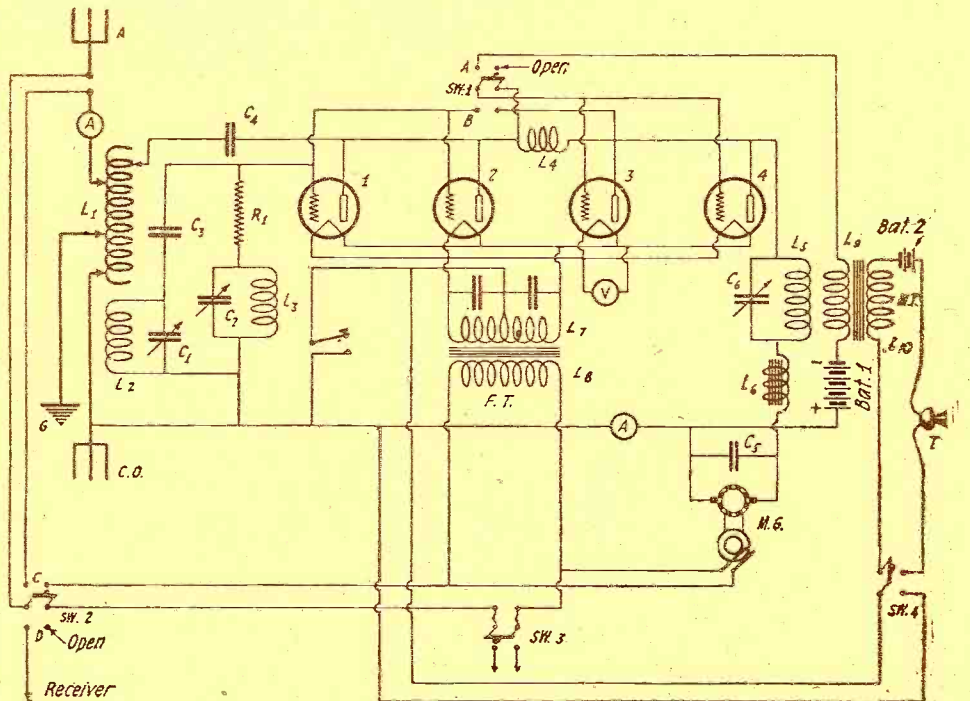 A
A
Open
SW.1
B
C4
L4
A
1
2
3
4
L1
R1
C3
L5
L9
Bat. 2
C6
M.T.
C2
L3
V
C1
L7
L2
L8
L10
F.T.
L6
Bat. 1
-
+
G
A
T
C5
C.O.
M.G.
C
SW. 2
D
Open
SW. 3
SW. 4
Receiver